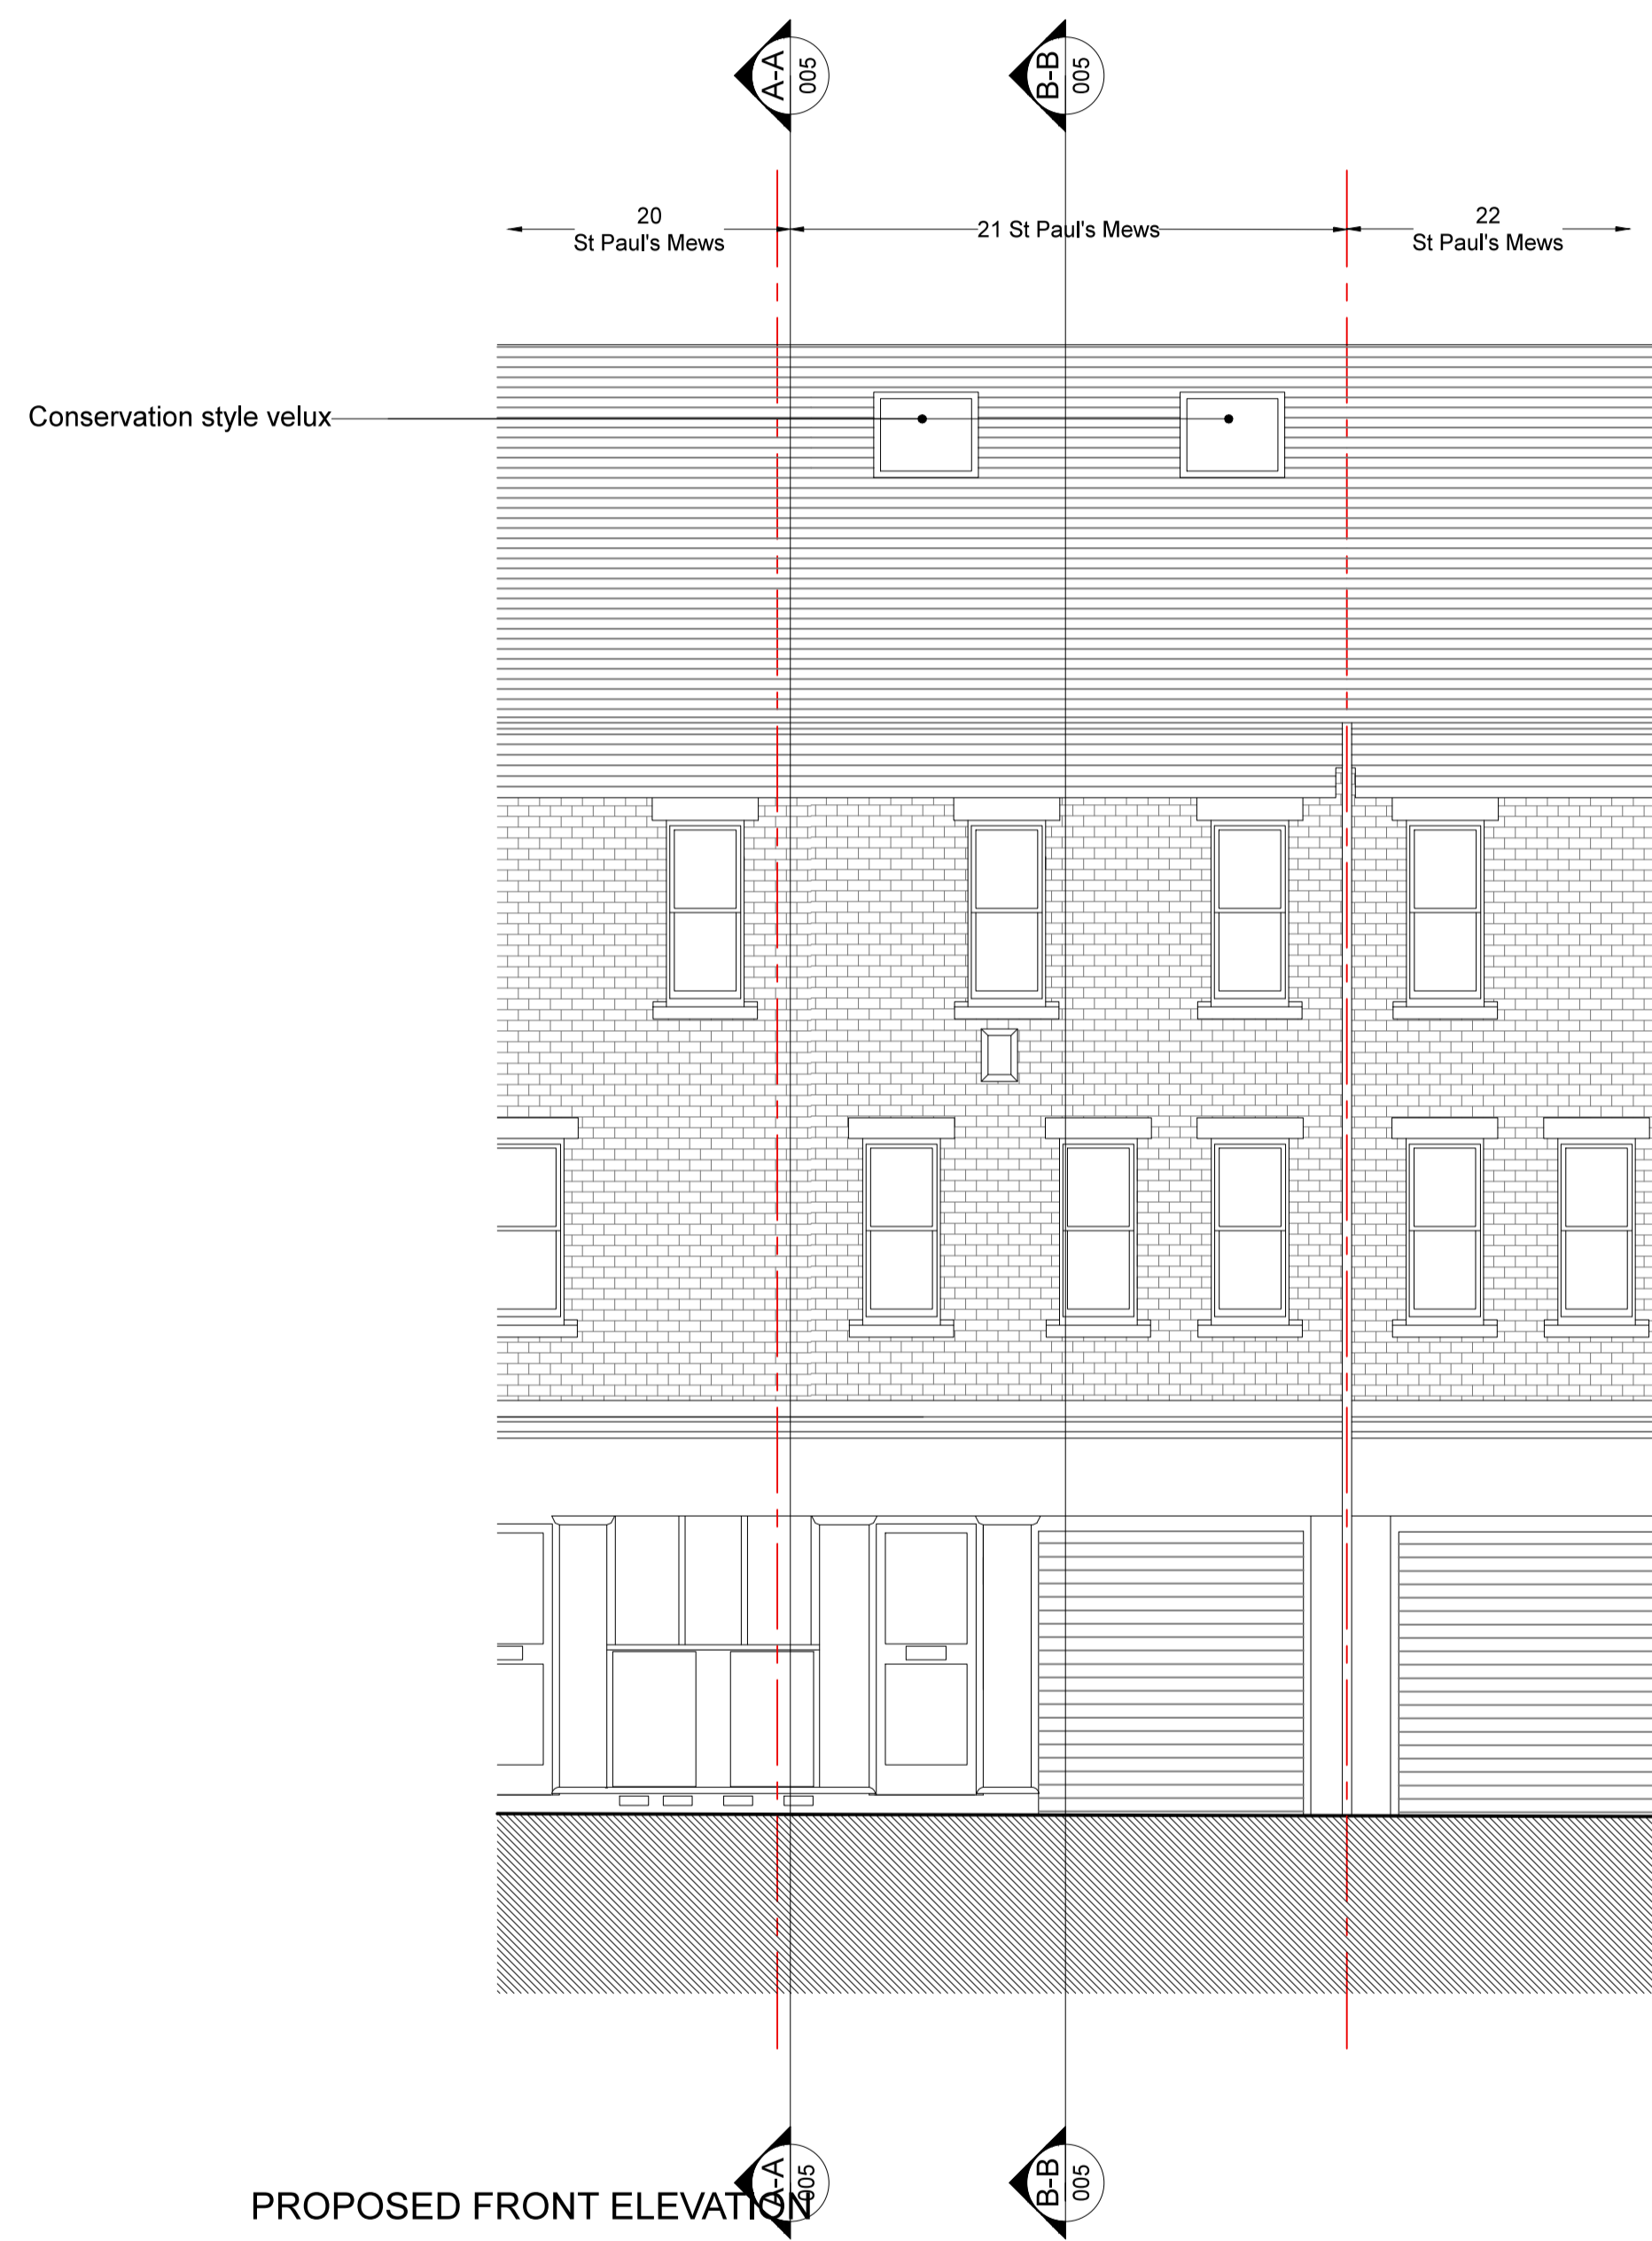 A-A
005
B-B
005
20
St Paul's Mews
21 St Paul's Mews
22
St Paul's Mews
Conservation style velux
A-A
005
B-B
005
PROPOSED FRONT ELEVATION